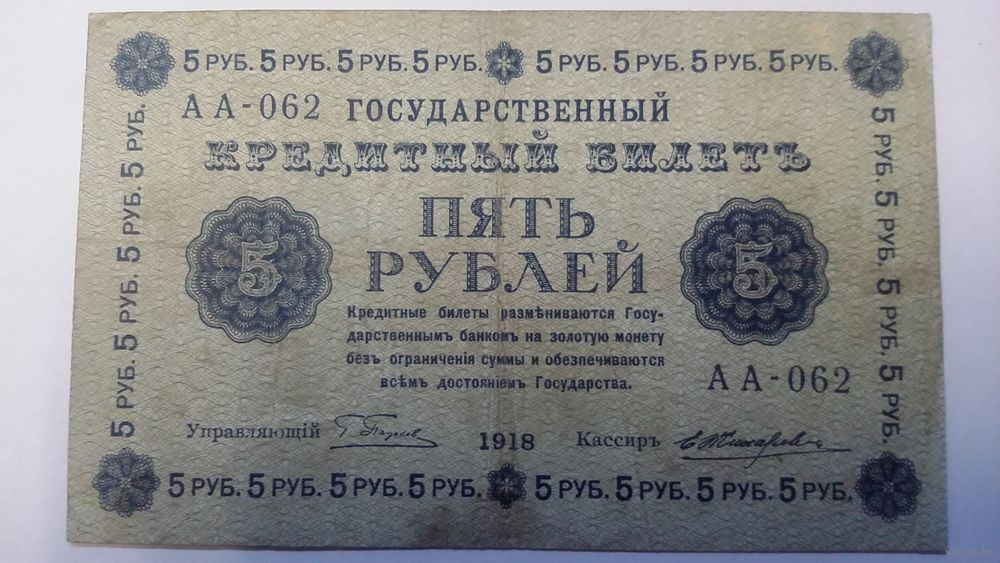 5 РУБ. 5 РУБ. 5 РУБ. 5 РУБ. 5 РУБ. 5 РУБ. 5 РУБ. 5 РУБ.
АА-062 ГОСУДАРСТВЕННЫЙ
КРЕДИТНЫЙ БИЛЕТЪ
ПЯТЬ
РУБЛЕЙ
5
5
Кредитные билеты размѣниваются Госу-
дарственнымъ банкомъ на золотую монету
безъ ограниченія суммы и обезпечиваются
всѣмъ достояніемъ Государства.
АА-062
Управляющій Г. Пятаков 1918 Кассиръ
5 РУБ. 5 РУБ. 5 РУБ. 5 РУБ.
5 РУБ. 5 РУБ. 5 РУБ. 5 РУБ.
5 РУБ. 5 РУБ. 5 РУБ. 5 РУБ. 5 РУБ. 5 РУБ. 5 РУБ. 5 РУБ.